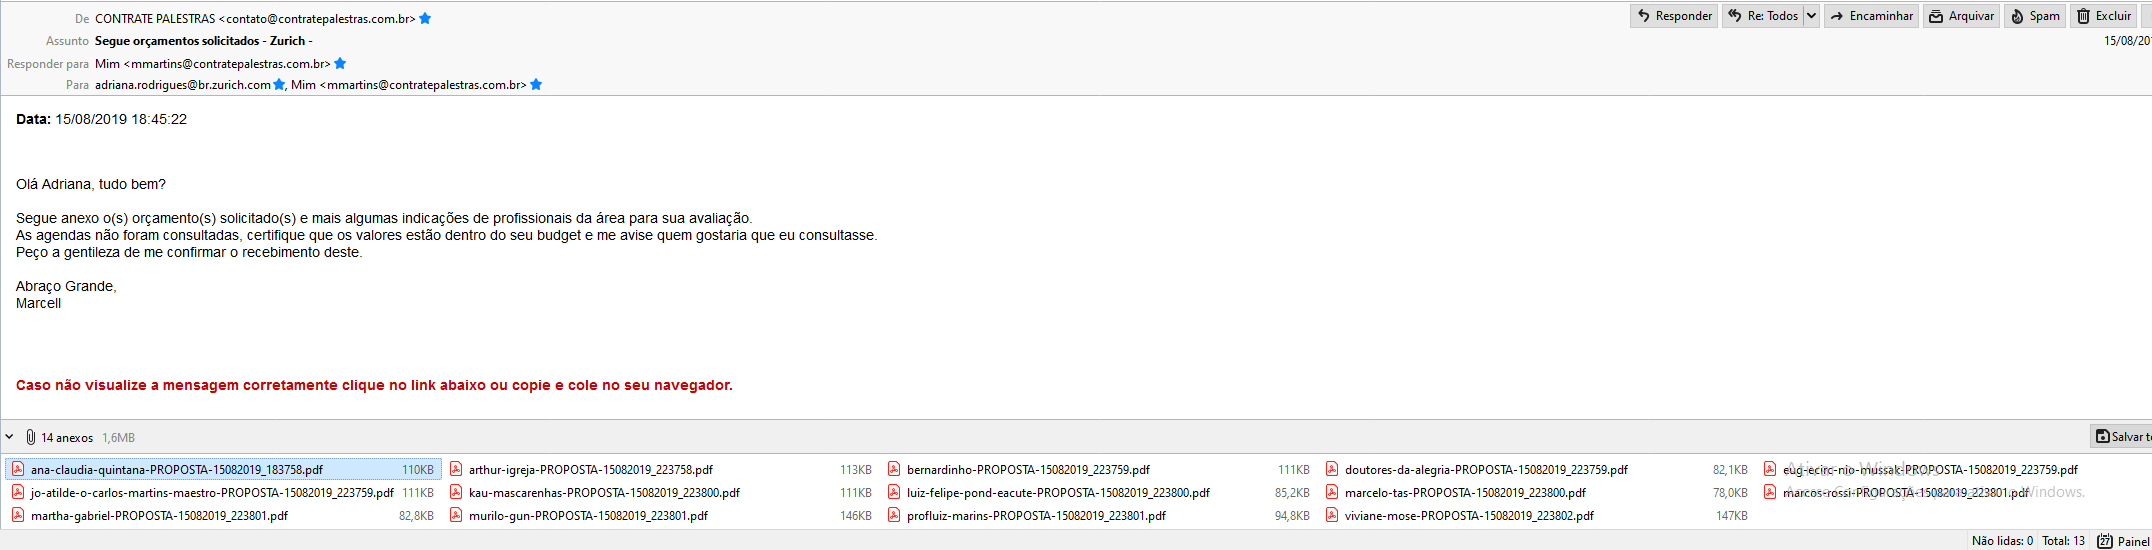 De CONTRATE PALESTRAS <contato@contratepalestras.com.br>
Responder Re: Todos Encaminhar Arquivar Spam Excluir
Assunto Segue orçamentos solicitados - Zurich -
15/08/201
Responder para Mim <mmartins@contratepalestras.com.br>
Para adriana.rodrigues@br.zurich.com, Mim <mmartins@contratepalestras.com.br>
Data: 15/08/2019 18:45:22
Olá Adriana, tudo bem?
Segue anexo o(s) orçamento(s) solicitado(s) e mais algumas indicações de profissionais da área para sua avaliação.
As agendas não foram consultadas, certifique que os valores estão dentro do seu budget e me avise quem gostaria que eu consultasse.
Peço a gentileza de me confirmar o recebimento deste.
Abraço Grande,
Marcell
Caso não visualize a mensagem corretamente clique no link abaixo ou copie e cole no seu navegador.
14 anexos 1,6MB
Salvar t
ana-claudia-quintana-PROPOSTA-15082019_183758.pdf 110KB arthur-igreja-PROPOSTA-15082019_223758.pdf 113KB bernardinho-PROPOSTA-15082019_223759.pdf 111KB doutores-da-alegria-PROPOSTA-15082019_223759.pdf 82,1KB eug-ecirc-nio-mussak-PROPOSTA-15082019_223759.pdf
jo-atilde-o-carlos-martins-maestro-PROPOSTA-15082019_223759.pdf 111KB kau-mascarenhas-PROPOSTA-15082019_223800.pdf 111KB luiz-felipe-pond-eacute-PROPOSTA-15082019_223800.pdf 85,2KB marcelo-tas-PROPOSTA-15082019_223800.pdf 78,0KB marcos-rossi-PROPOSTA-15082019_223801.pdf
martha-gabriel-PROPOSTA-15082019_223801.pdf 82,8KB murilo-gun-PROPOSTA-15082019_223801.pdf 146KB profluiz-marins-PROPOSTA-15082019_223801.pdf 94,8KB viviane-mose-PROPOSTA-15082019_223802.pdf 147KB
Ativar o Windows
Windows.
Não lidas: 0 Total: 13 27 Painel